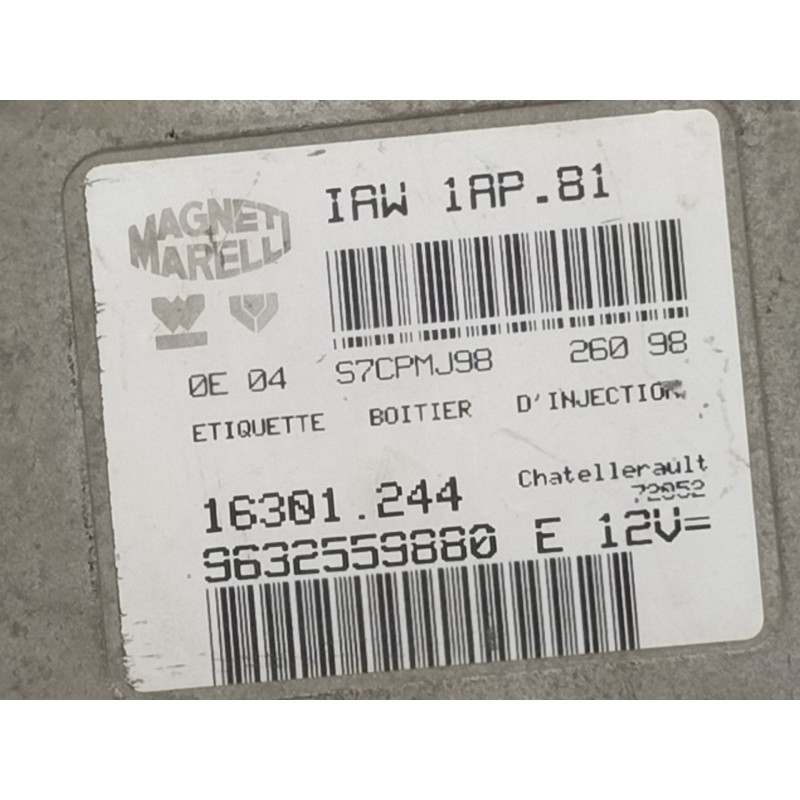 IAW 1AP.81
MAGNETI
MARELLI
0E 04 S7CPMJ98 260 98
ETIQUETTE BOITIER D'INJECTION
Chatellerault
72052
16301.244
9632559880 E 12V=